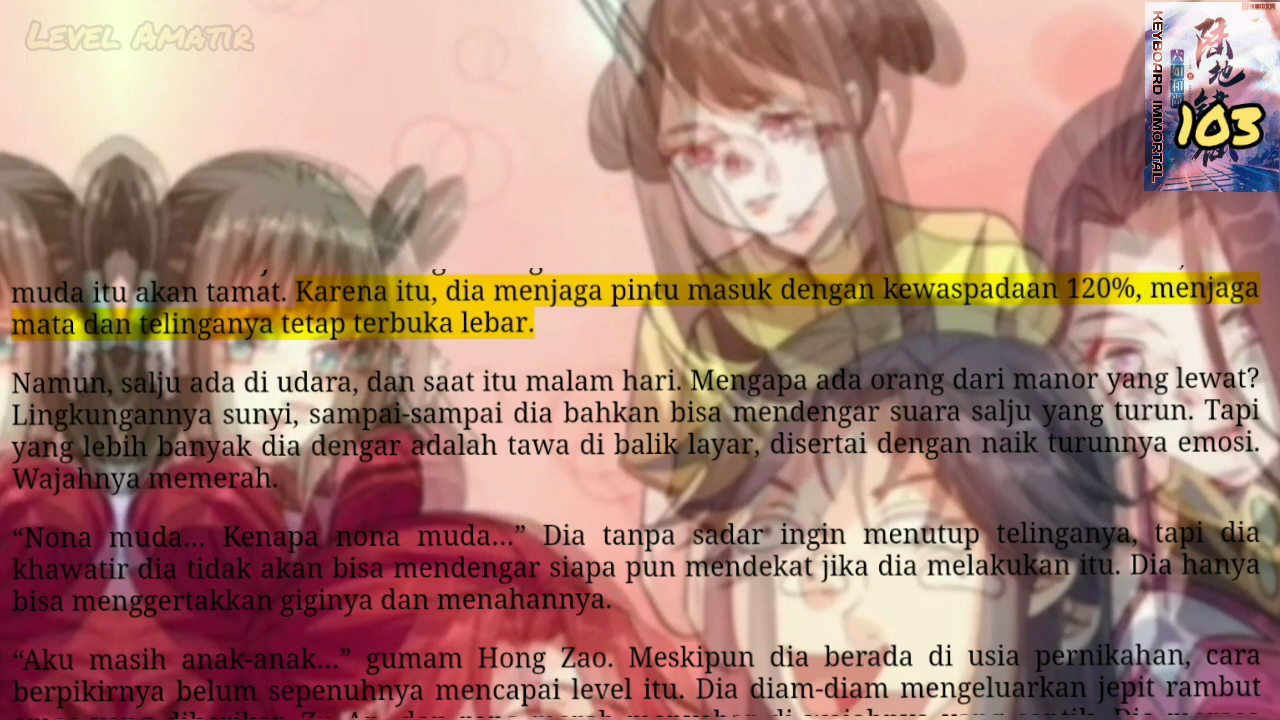 Level Amatir
KEYBOARD IMMORTAL
陆地键仙
103
muda itu akan tamat. Karena itu, dia menjaga pintu masuk dengan kewaspadaan 120%, menjaga
mata dan telinganya tetap terbuka lebar.
Namun, salju ada di udara, dan saat itu malam hari. Mengapa ada orang dari manor yang lewat?
Lingkungannya sunyi, sampai-sampai dia bahkan bisa mendengar suara salju yang turun. Tapi
yang lebih banyak dia dengar adalah tawa di balik layar, disertai dengan naik turunnya emosi.
Wajahnya memerah.
“Nona muda… Kenapa nona muda…” Dia tanpa sadar ingin menutup telinganya, tapi dia
khawatir dia tidak akan bisa mendengar siapa pun mendekat jika dia melakukan itu. Dia hanya
bisa menggertakkan giginya dan menahannya.
“Aku masih anak-anak…” gumam Hong Zao. Meskipun dia berada di usia pernikahan, cara
berpikirnya belum sepenuhnya mencapai level itu. Dia diam-diam mengeluarkan jepit rambut